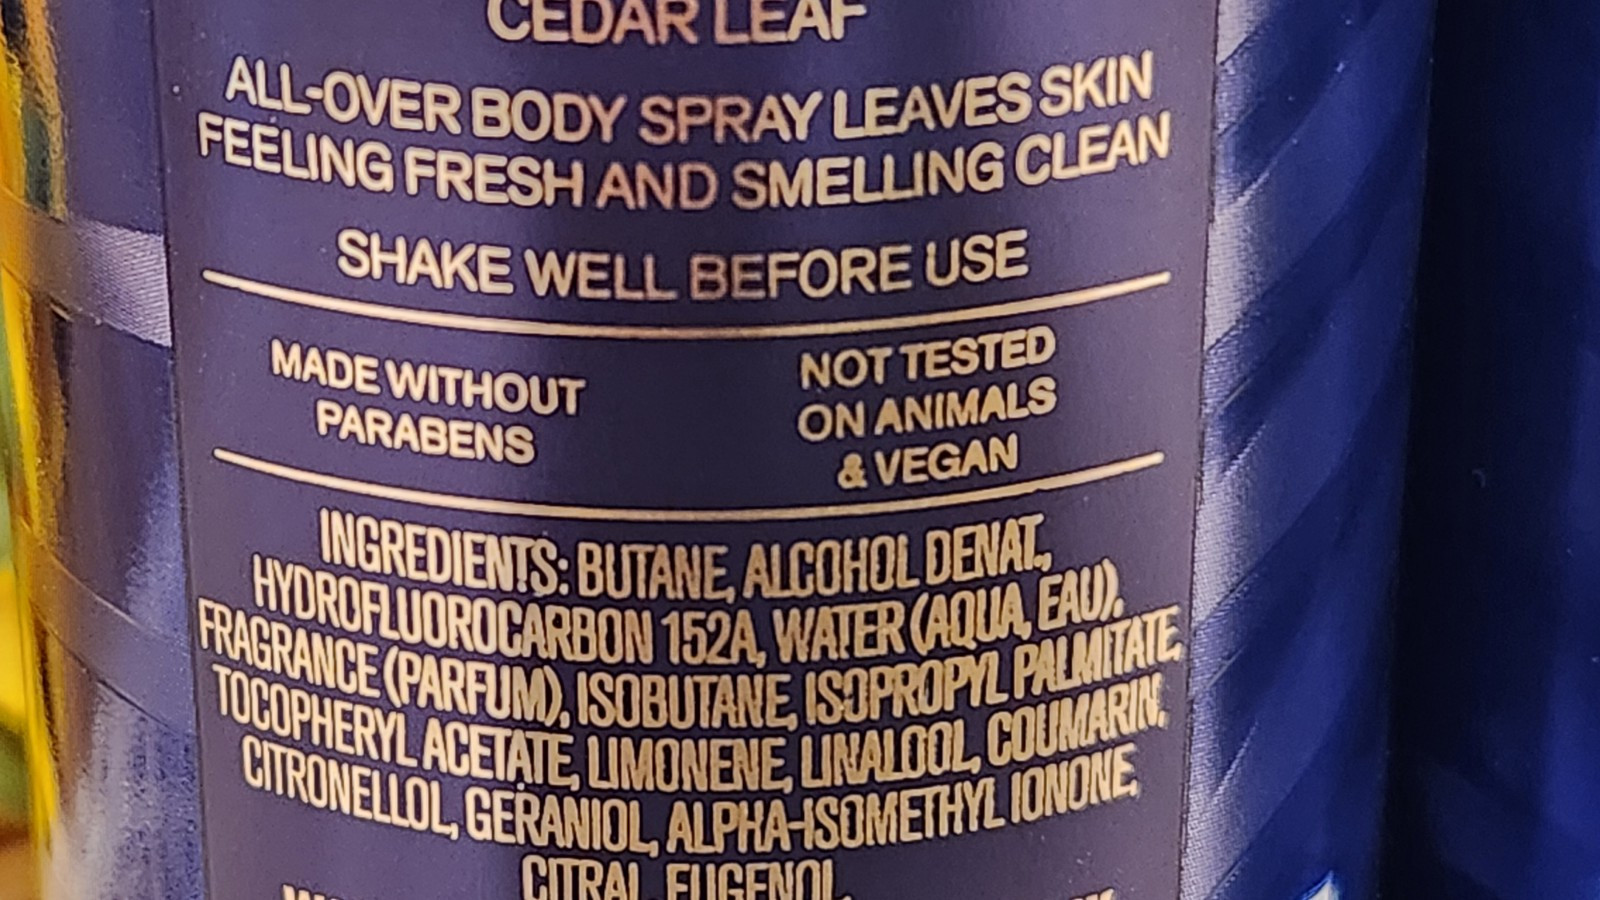 CEDAR LEAF
ALL-OVER BODY SPRAY LEAVES SKIN
FEELING FRESH AND SMELLING CLEAN
SHAKE WELL BEFORE USE
MADE WITHOUT
PARABENS
NOT TESTED
ON ANIMALS
& VEGAN
INGREDIENTS: BUTANE, ALCOHOL DENAT.,
HYDROFLUOROCARBON 152A, WATER (AQUA, EAU),
FRAGRANCE (PARFUM), ISOBUTANE, ISOPROPYL PALMITATE,
TOCOPHERYL ACETATE, LIMONENE, LINALOOL, COUMARIN,
CITRONELLOL, GERANIOL, ALPHA-ISOMETHYL IONONE,
CITRAL, EUGENOL.